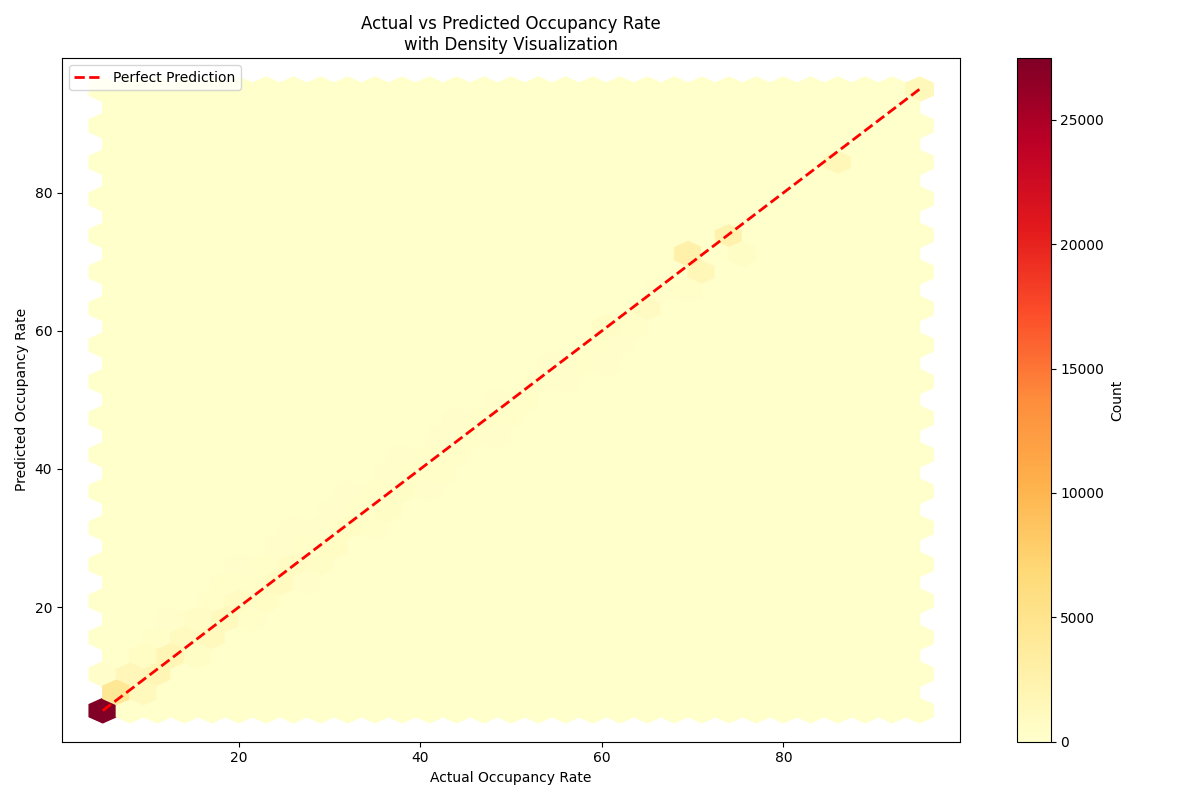 Actual vs Predicted Occupancy Rate
with Density Visualization
Perfect Prediction
Predicted Occupancy Rate
80
60
40
20
20
40
60
80
Actual Occupancy Rate
25000
20000
15000
10000
5000
0
Count